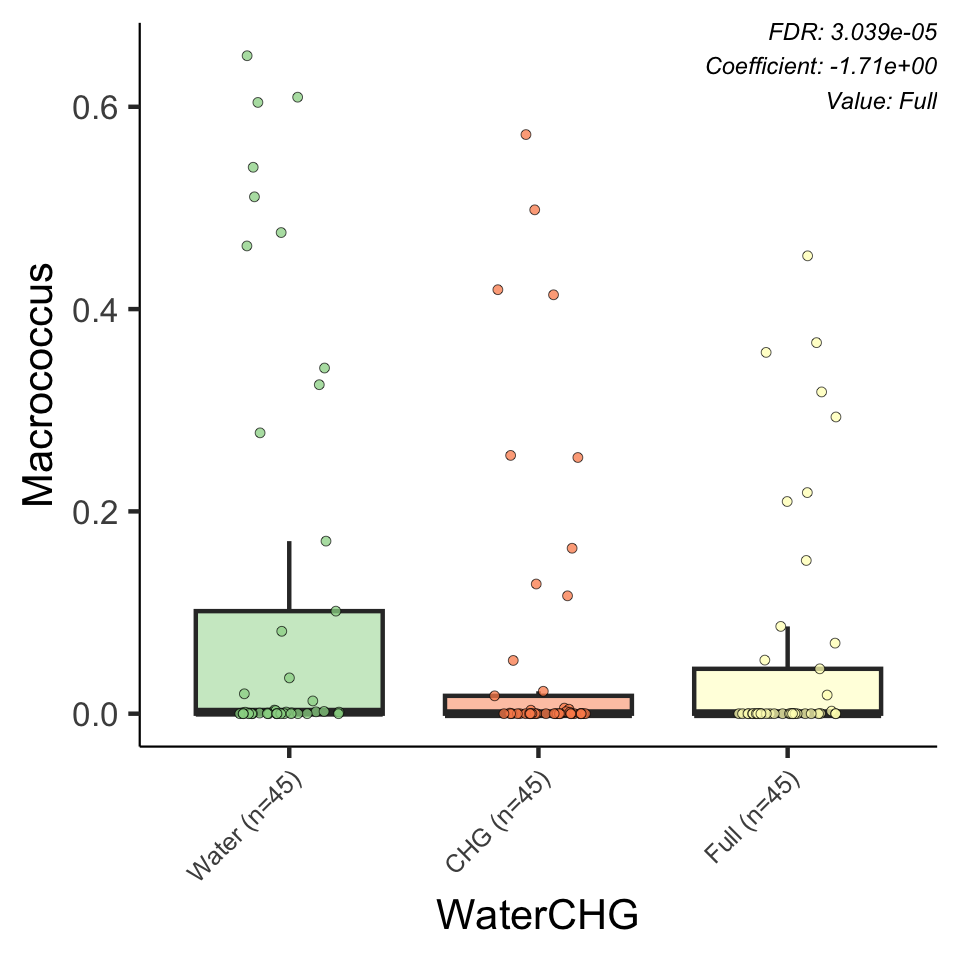 FDR: 3.039e-05
Coefficient: -1.71e+00
Value: Full
Macrococcus
0.6
0.4
0.2
0.0
Water (n=45)
CHG (n=45)
Full (n=45)
WaterCHG